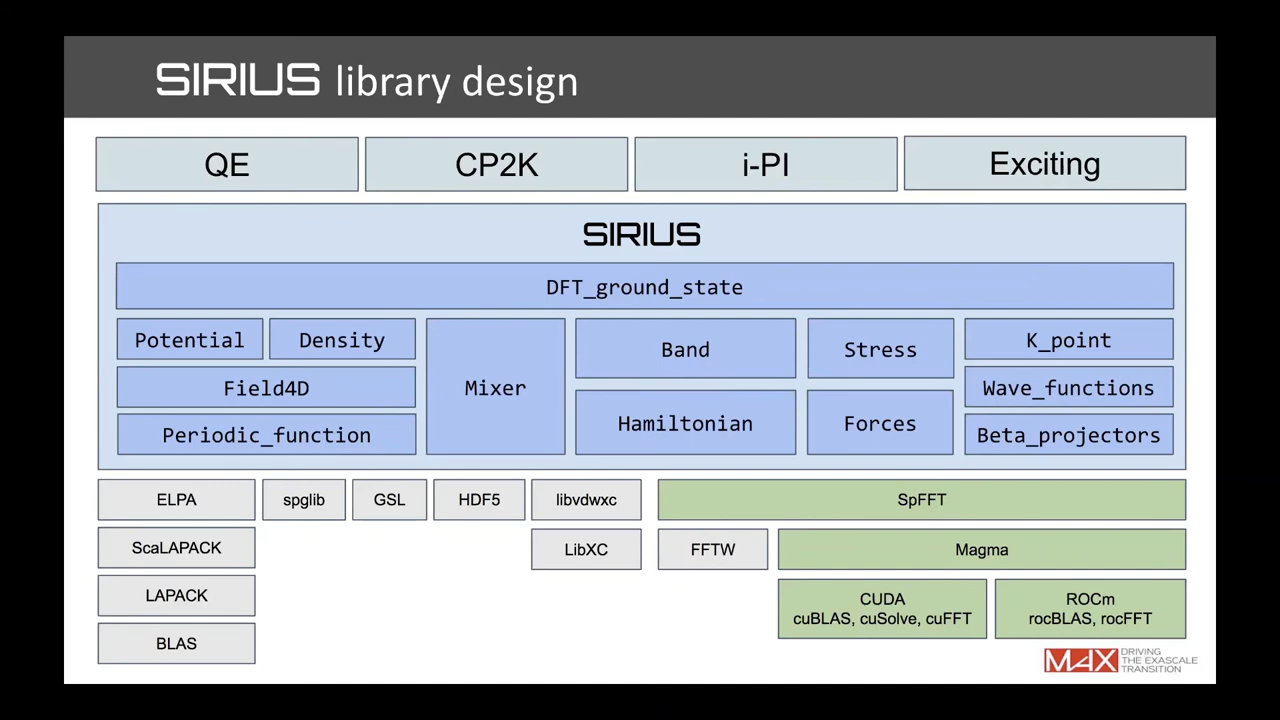 SIRIUS library design
QE
CP2K
i-PI
Exciting
SIRIUS
DFT_ground_state
Potential
Density
Mixer
Band
Stress
K_point
Field4D
Wave_functions
Periodic_function
Hamiltonian
Forces
Beta_projectors
ELPA
spglib
GSL
HDF5
libvdwxc
SpFFT
ScaLAPACK
LibXC
FFTW
Magma
LAPACK
CUDA
cuBLAS, cuSolve, cuFFT
ROCm
rocBLAS, rocFFT
BLAS
MAX
DRIVING
THE EXASCALE
TRANSITION